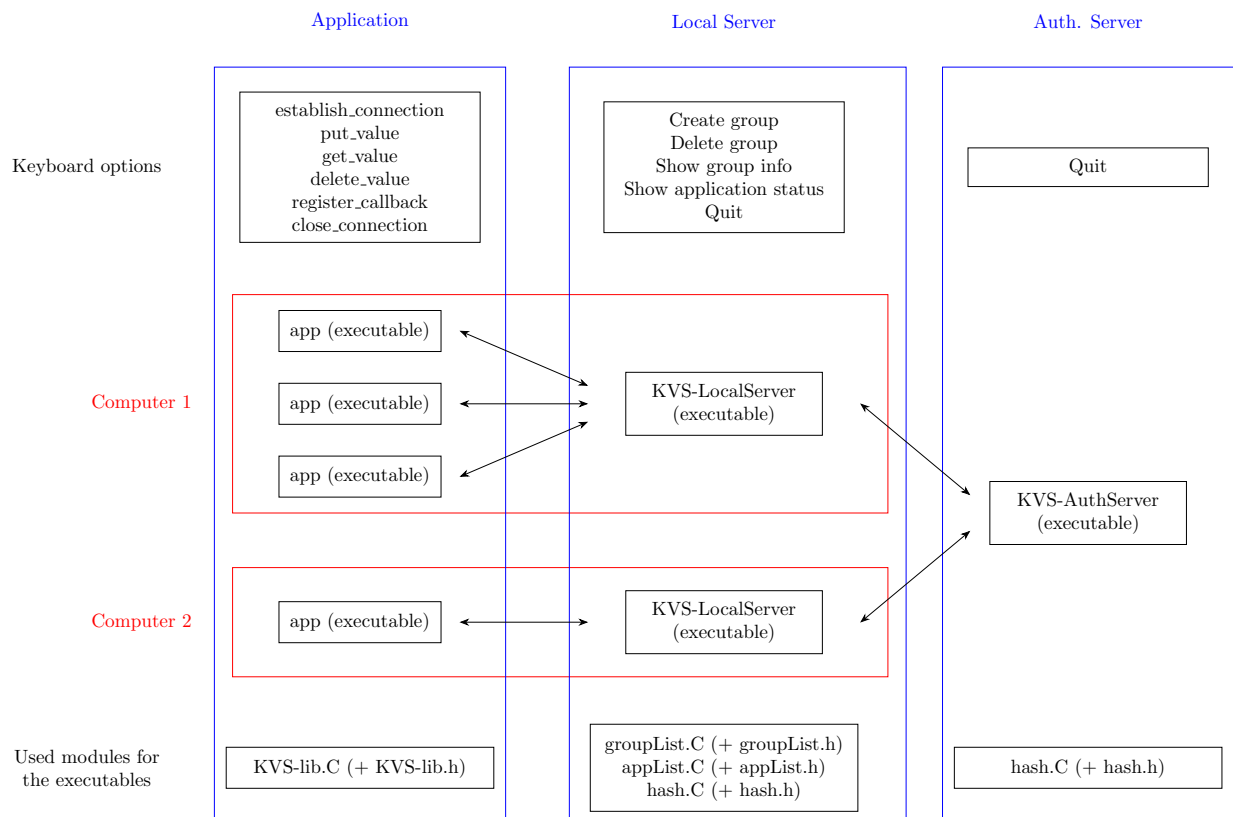 Application
Local Server
Auth. Server
Keyboard options
establish_connection
put_value
get_value
delete_value
register_callback
close_connection
Create group
Delete group
Show group info
Show application status
Quit
Quit
Computer 1
app (executable)
app (executable)
app (executable)
KVS-LocalServer
(executable)
KVS-AuthServer
(executable)
Computer 2
app (executable)
KVS-LocalServer
(executable)
Used modules for
the executables
KVS-lib.C (+ KVS-lib.h)
groupList.C (+ groupList.h)
appList.C (+ appList.h)
hash.C (+ hash.h)
hash.C (+ hash.h)